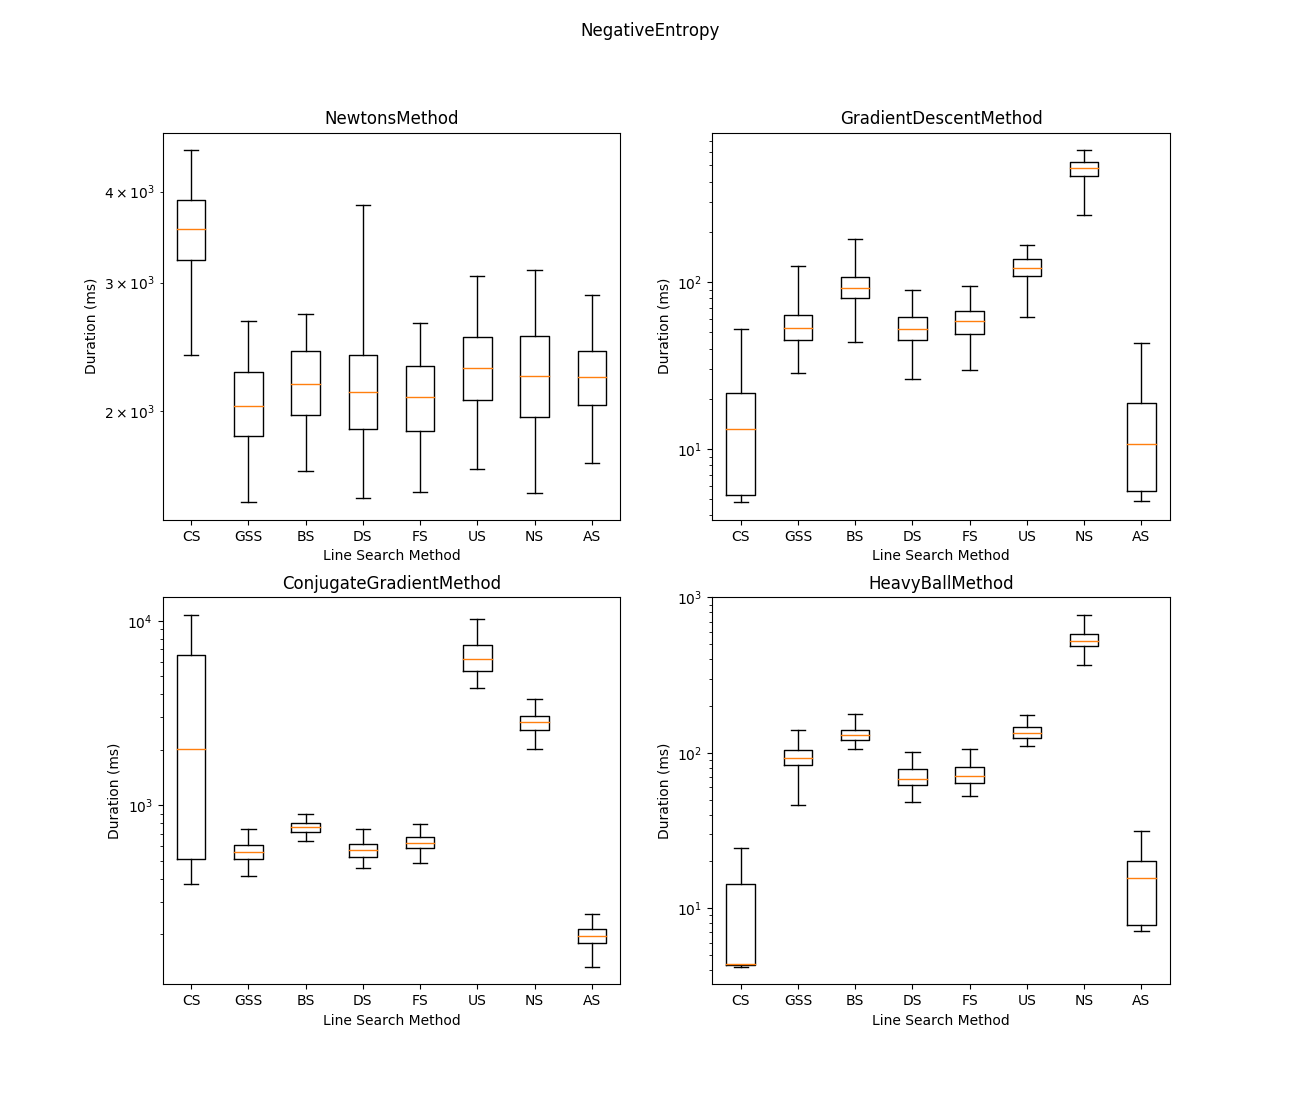 NegativeEntropy
NewtonsMethod
Duration (ms)
4 × 10³
3 × 10³
2 × 10³
CS GSS BS DS FS US NS AS
Line Search Method
GradientDescentMethod
Duration (ms)
10²
10¹
CS GSS BS DS FS US NS AS
Line Search Method
ConjugateGradientMethod
Duration (ms)
10⁴
10³
CS GSS BS DS FS US NS AS
Line Search Method
HeavyBallMethod
Duration (ms)
10³
10²
10¹
CS GSS BS DS FS US NS AS
Line Search Method